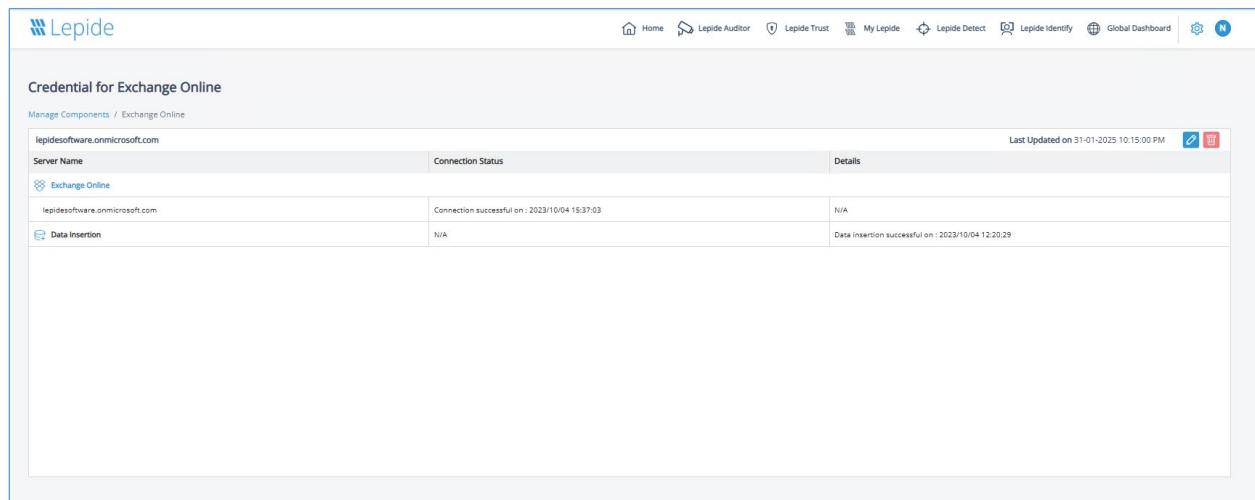 Lepide
Home Lepide Auditor Lepide Trust My Lepide Lepide Detect Lepide Identify Global Dashboard N
Credential for Exchange Online
Manage Components / Exchange Online
lepidesoftware.onmicrosoft.com Last Updated on 31-01-2025 10:15:00 PM
Server Name Connection Status Details
Exchange Online
lepidesoftware.onmicrosoft.com Connection successful on : 2023/10/04 15:37:03 N/A
Data Insertion N/A Data insertion successful on : 2023/10/04 12:20:29